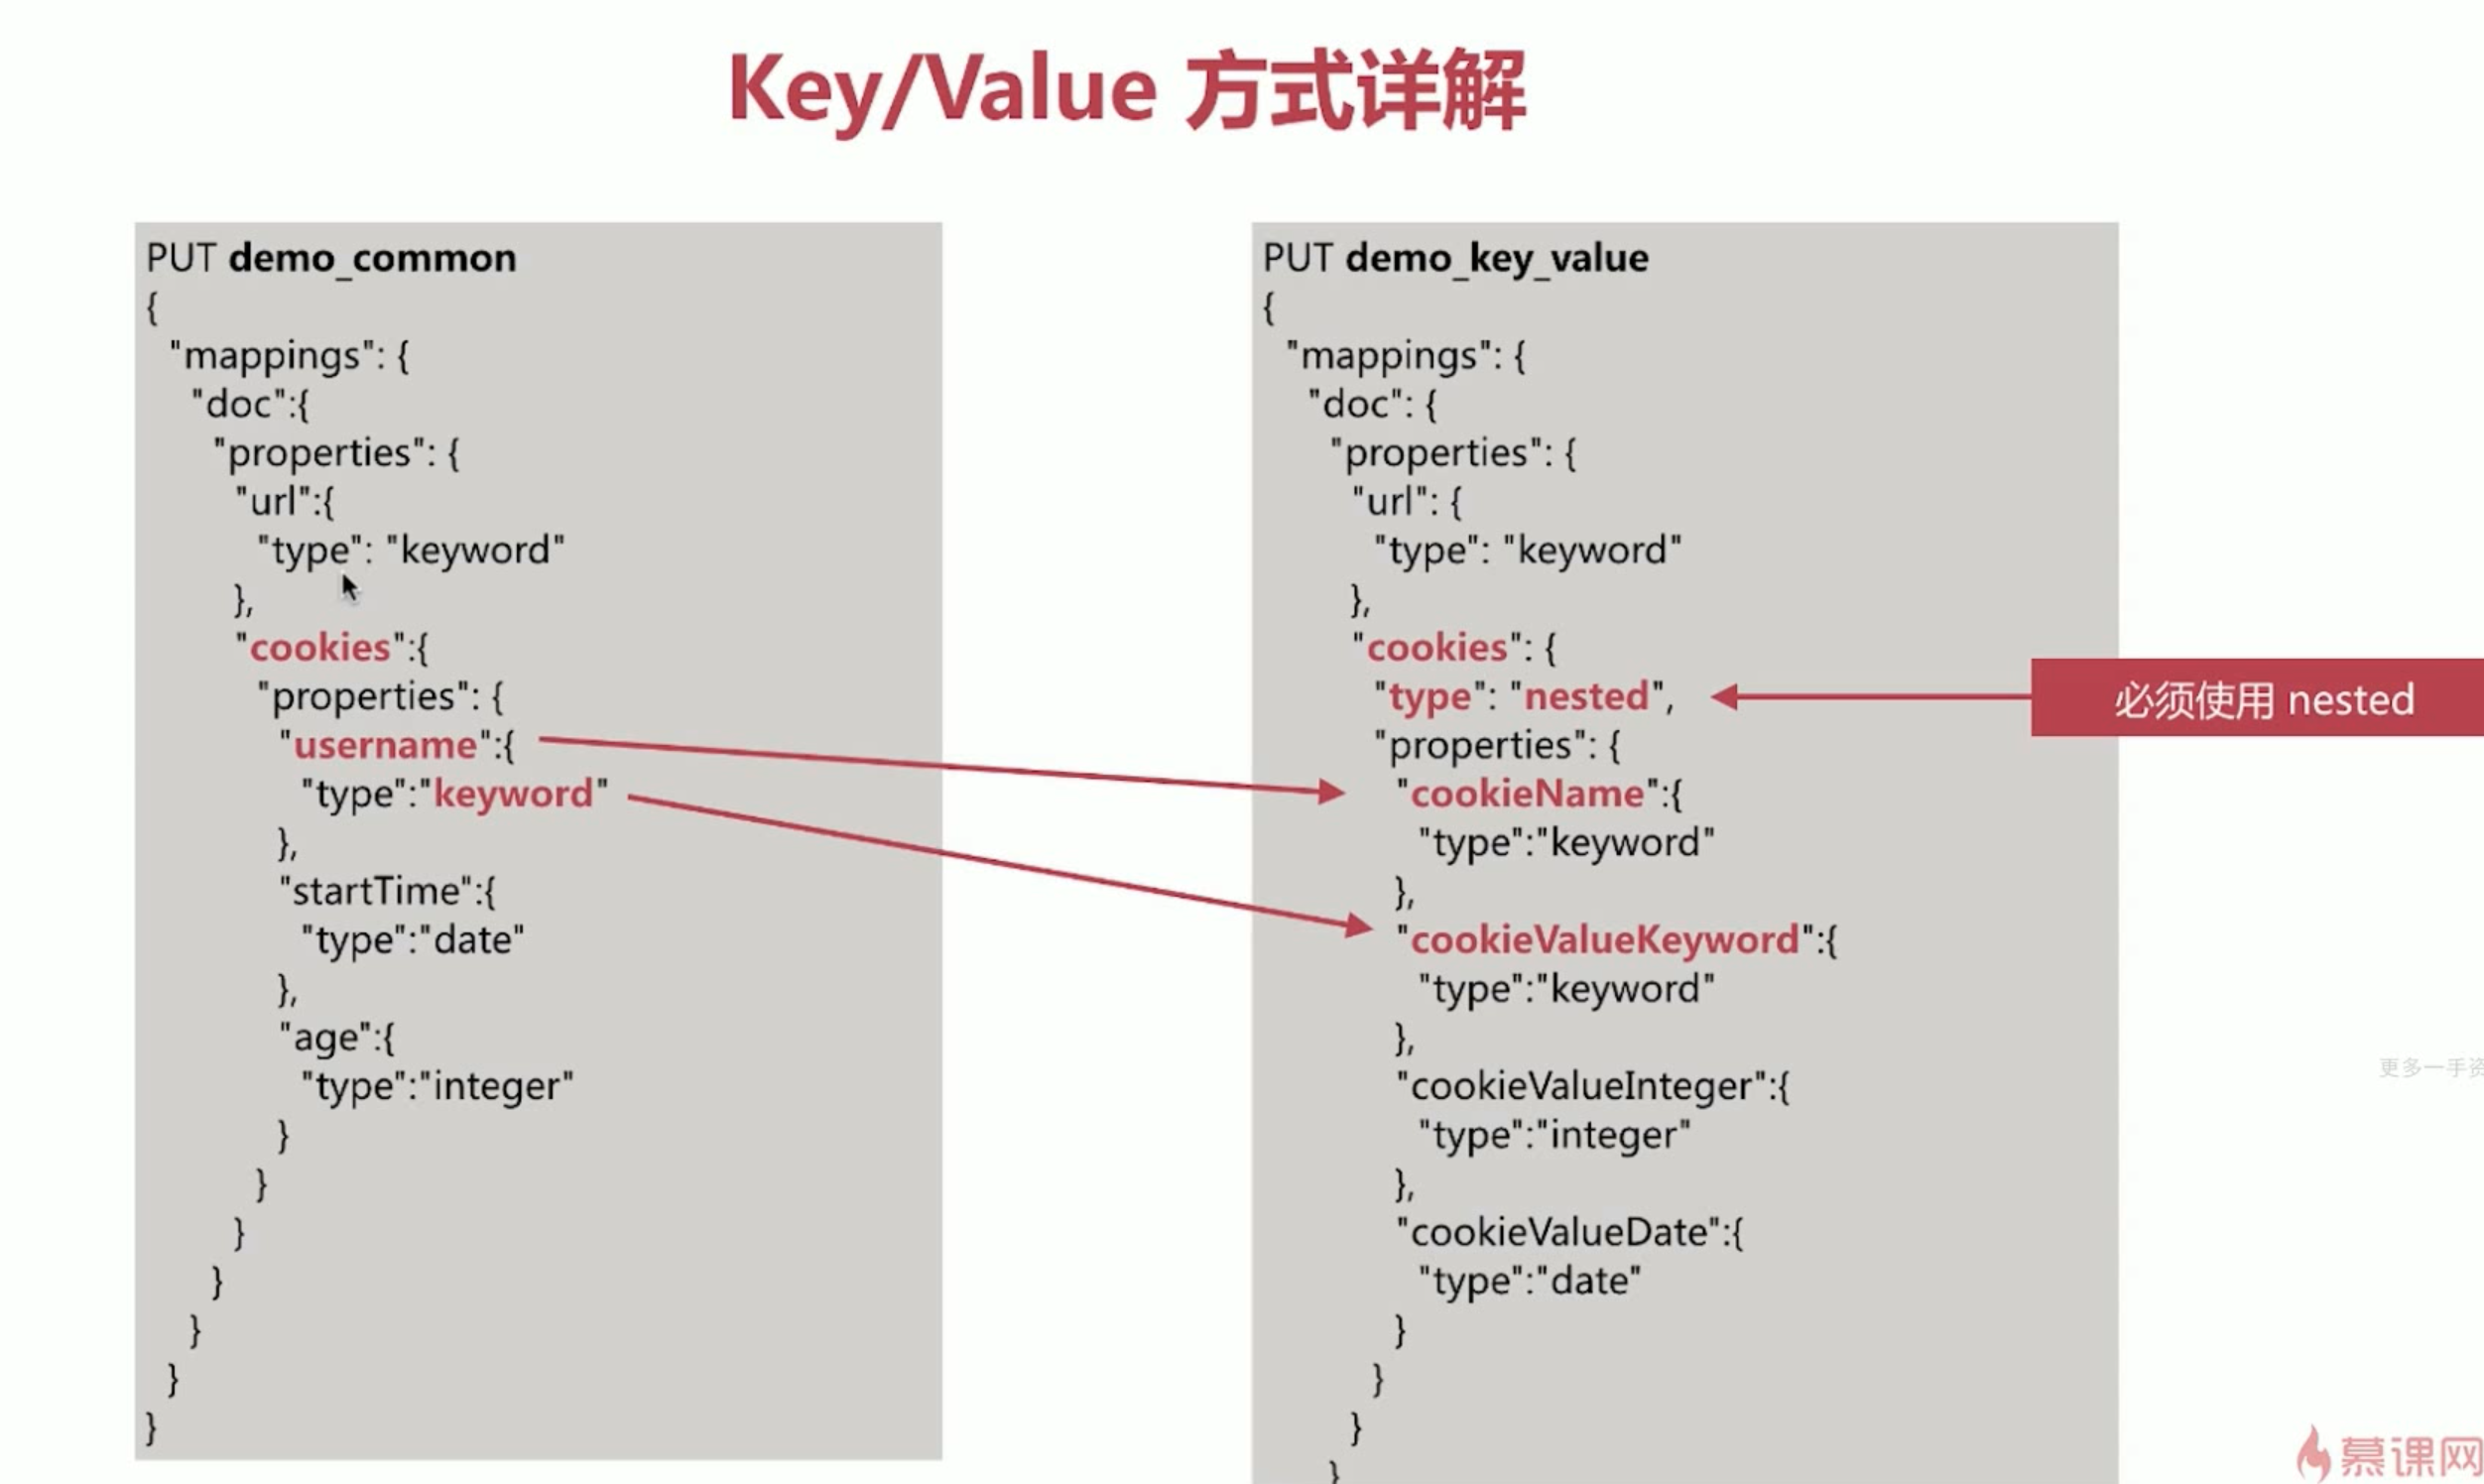 Key/Value 方式详解
PUT demo_common
{
"mappings": {
"doc":{
"properties": {
"url":{
"type": "keyword"
},
"cookies":{
"properties": {
"username":{
"type":"keyword"
},
"startTime":{
"type":"date"
},
"age":{
"type":"integer"
}
}
}
}
}
}
}
PUT demo_key_value
{
"mappings": {
"doc": {
"properties": {
"url": {
"type": "keyword"
},
"cookies": {
"type": "nested",
"properties": {
"cookieName":{
"type":"keyword"
},
"cookieValueKeyword":{
"type":"keyword"
},
"cookieValueInteger":{
"type":"integer"
},
"cookieValueDate":{
"type":"date"
}
}
}
}
必须使用 nested
更多一手资
慕课网